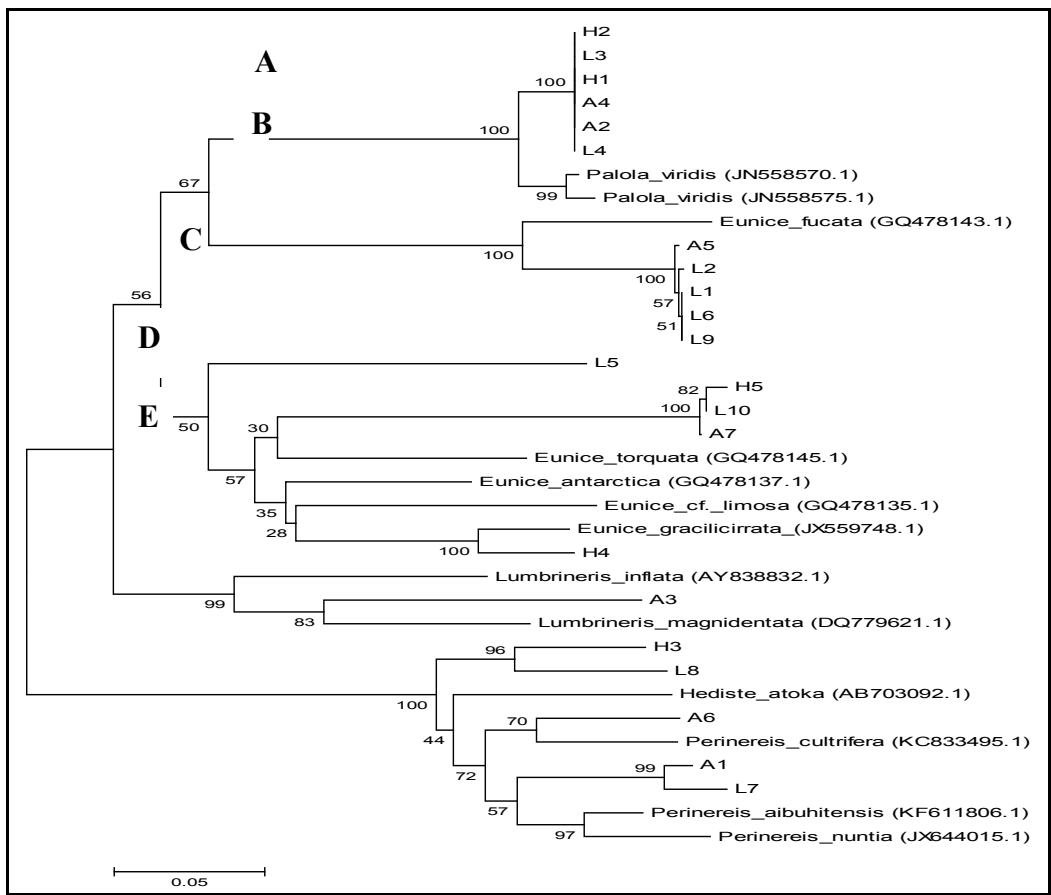 H2
A
L3
100
H1
A4
B
100
A2
L4
67
Palola_viridis (JN558570.1)
99
Palola_viridis (JN558575.1)
Eunice_fucata (GQ478143.1)
C
100
A5
100
L2
57
L1
56
51
L6
D
L9
L5
82
H5
E
50
100
L10
30
A7
57
Eunice_torquata (GQ478145.1)
Eunice_antarctica (GQ478137.1)
35
Eunice_cf._limosa (GQ478135.1)
28
Eunice_gracilicirrata_(JX559748.1)
100
H4
Lumbrineris_inflata (AY838832.1)
99
A3
83
Lumbrineris_magnidentata (DQ779621.1)
96
H3
L8
100
Hediste_atoka (AB703092.1)
44
70
A6
Perinereis_cultrifera (KC833495.1)
72
99
A1
L7
57
Perinereis_aibuhitensis (KF611806.1)
97
Perinereis_nuntia (JX644015.1)
0.05